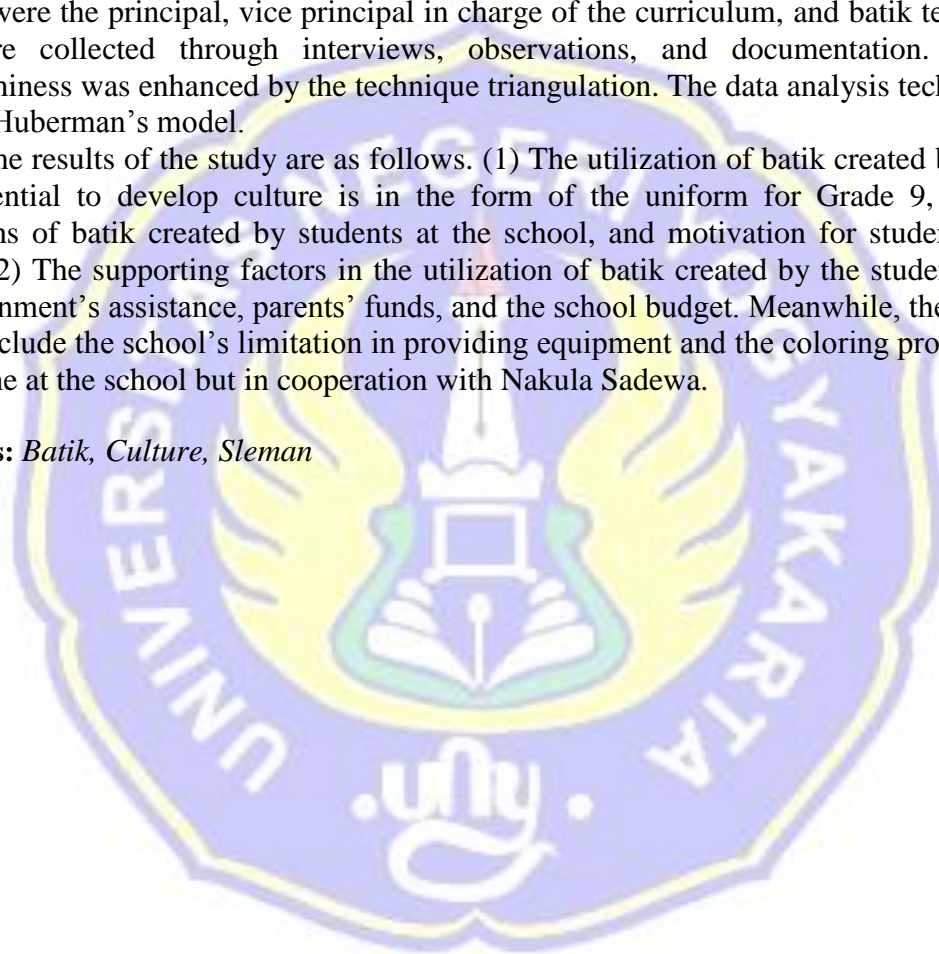 were the principal, vice principal in charge of the curriculum, and batik te
re collected through interviews, observations, and documentation.
niness was enhanced by the technique triangulation. The data analysis tech
Huberman's model.
he results of the study are as follows. (1) The utilization of batik created b
ential to develop culture is in the form of the uniform for Grade 9,
ns of batik created by students at the school, and motivation for studen
2) The supporting factors in the utilization of batik created by the stude
nment's assistance, parents' funds, and the school budget. Meanwhile, the
clude the school's limitation in providing equipment and the coloring pro
ne at the school but in cooperation with Nakula Sadewa.
s: Batik, Culture, Sleman
UNIVERSITAS NEGERI YOGYAKARTA
uny